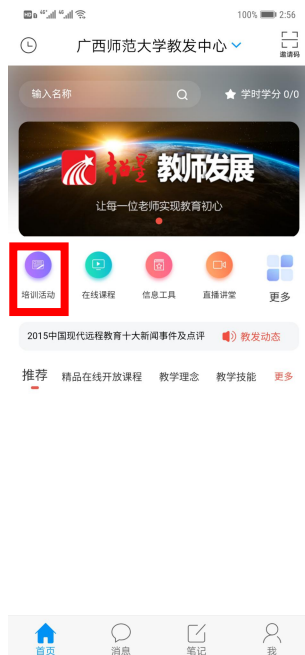 100% 2:56
广西师范大学教发中心
邀请码
输入名称
学时学分 0/0
超星 教师发展
让每一位老师实现教育初心
培训活动 在线课程 信息工具 直播讲堂 更多
2015中国现代远程教育十大新闻事件及点评 教发动态
推荐 精品在线开放课程 教学理念 教学技能 更多
首页 消息 笔记 我